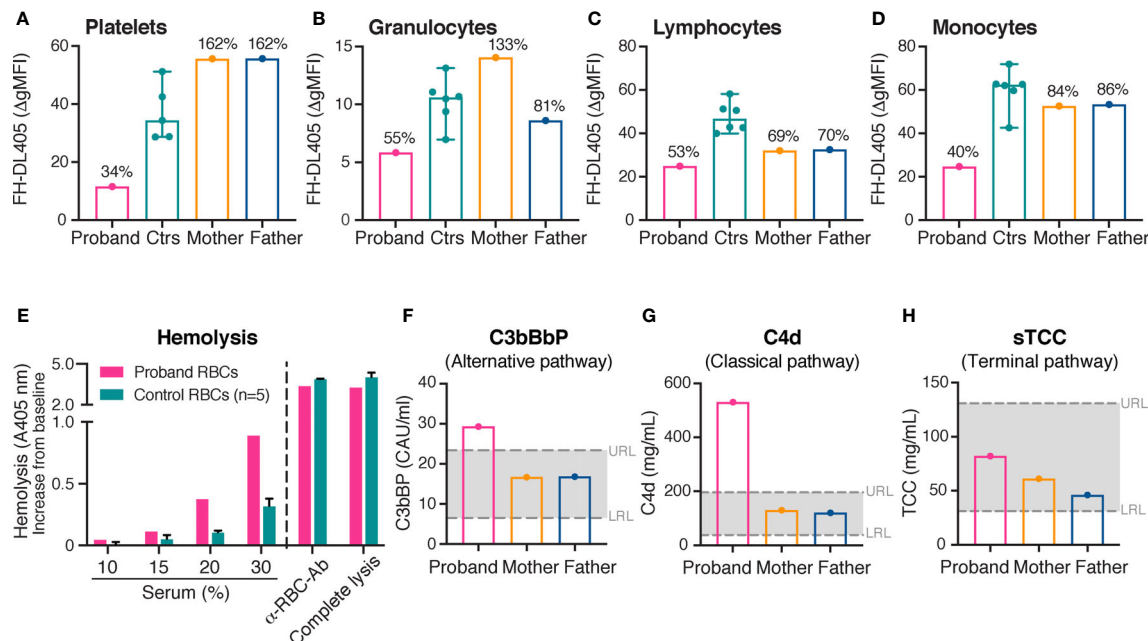 A
Platelets
FH-DL405 (ΔgMFI)
60
40
20
0
34%
162%
162%
Proband Ctrs Mother Father
B
Granulocytes
FH-DL405 (ΔgMFI)
15
10
5
0
55%
133%
81%
Proband Ctrs Mother Father
C
Lymphocytes
FH-DL405 (ΔgMFI)
80
60
40
20
0
53%
69%
70%
Proband Ctrs Mother Father
D
Monocytes
FH-DL405 (ΔgMFI)
80
60
40
20
0
40%
84%
86%
Proband Ctrs Mother Father
E
Hemolysis
Hemolysis (A405 nm)
Increase from baseline
5.0
2.0
1.0
0.5
0
Proband RBCs
Control RBCs (n=5)
10 15 20 30
Serum (%)
α-RBC-Ab
Complete lysis
F
C3bBbP
(Alternative pathway)
C3bBP (CAU/ml)
40
30
20
10
0
URL
LRL
Proband Mother Father
G
C4d
(Classical pathway)
C4d (mg/mL)
600
400
200
0
URL
LRL
Proband Mother Father
H
sTCC
(Terminal pathway)
TCC (mg/mL)
150
100
50
0
URL
LRL
Proband Mother Father